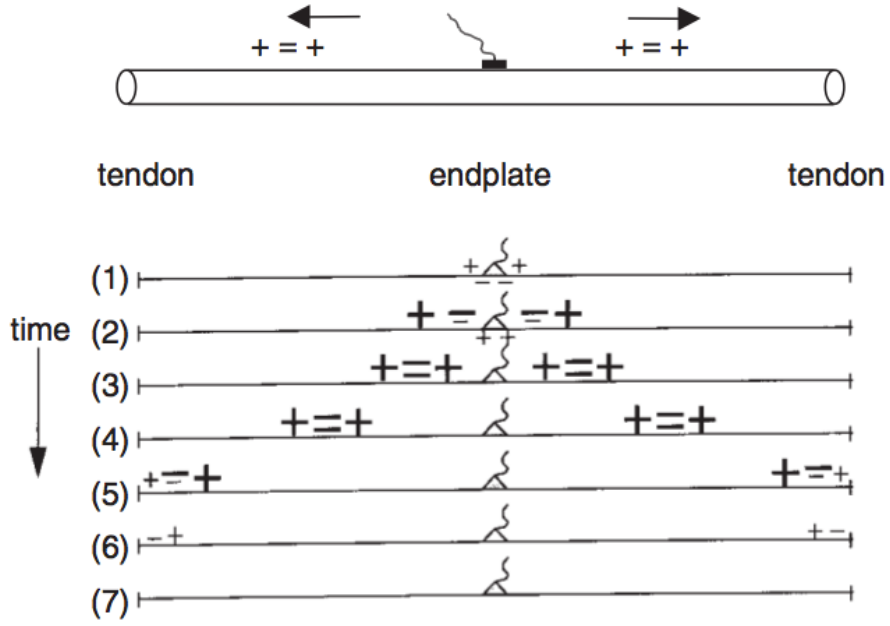 + = + + = +
tendon endplate tendon
(1) + + − −
time
(2) + = = + + +
(3) + = + + = +
(4) + = + + = +
(5) + = + + = +
(6) − + + −
(7)